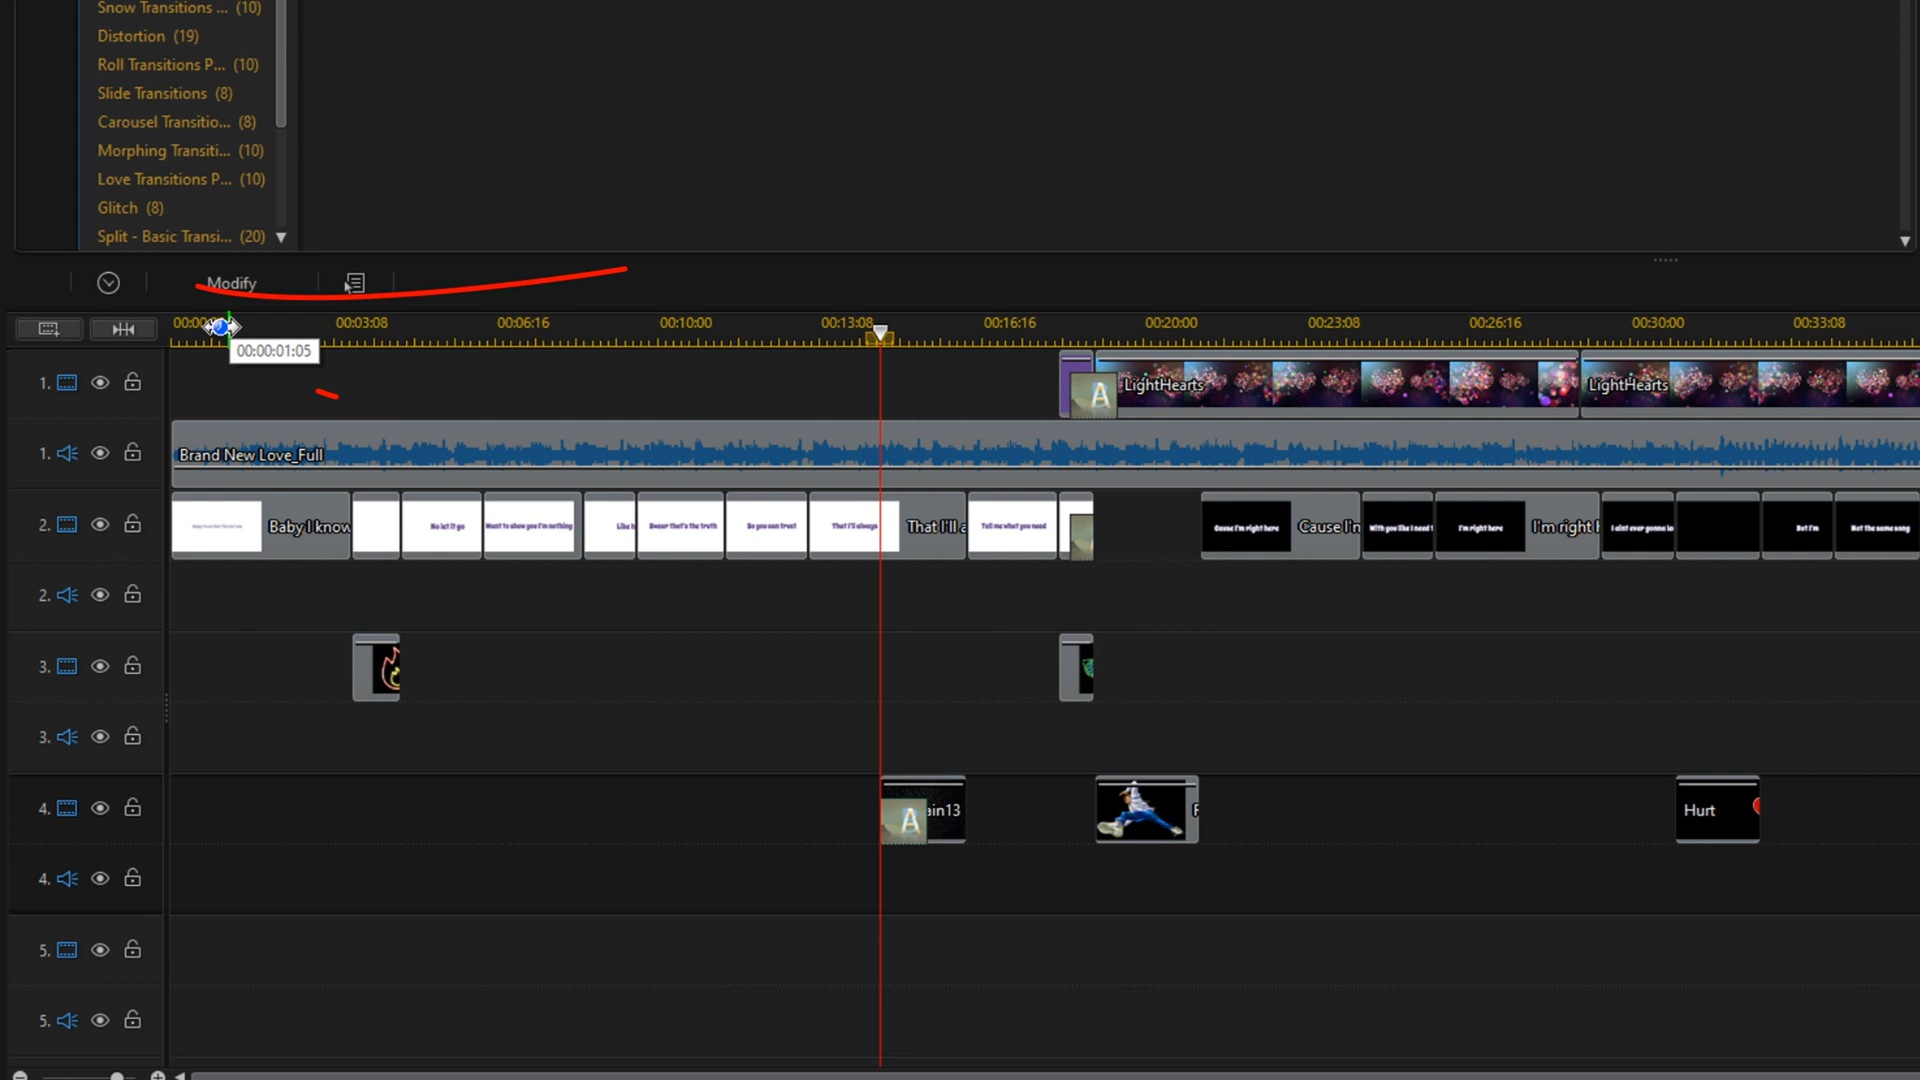 Snow Transitions ... (10)
Distortion (19)
Roll Transitions P... (10)
Slide Transitions (8)
Carousel Transitio... (8)
Morphing Transiti... (10)
Love Transitions P... (10)
Glitch (8)
Split - Basic Transi... (20)
Modify
00:00 00:03:08 00:06:16 00:10:00 00:13:08 00:16:16 00:20:00 00:23:08 00:26:16 00:30:00 00:33:08
00:00:01:05
1. A LightHearts LightHearts
1. Brand New Love_Full
2. Baby I know No let it go Want to show you I'm nothing Like Swear that's the truth So you can trust That I'll always That I'll a Tell me what you need Cause I'm right here Cause I'm With you like I need I'm right here I'm right I aint ever gonna But I'm Not the same song
2.
3.
3.
4. A ain13 F Hurt
4.
5.
5.